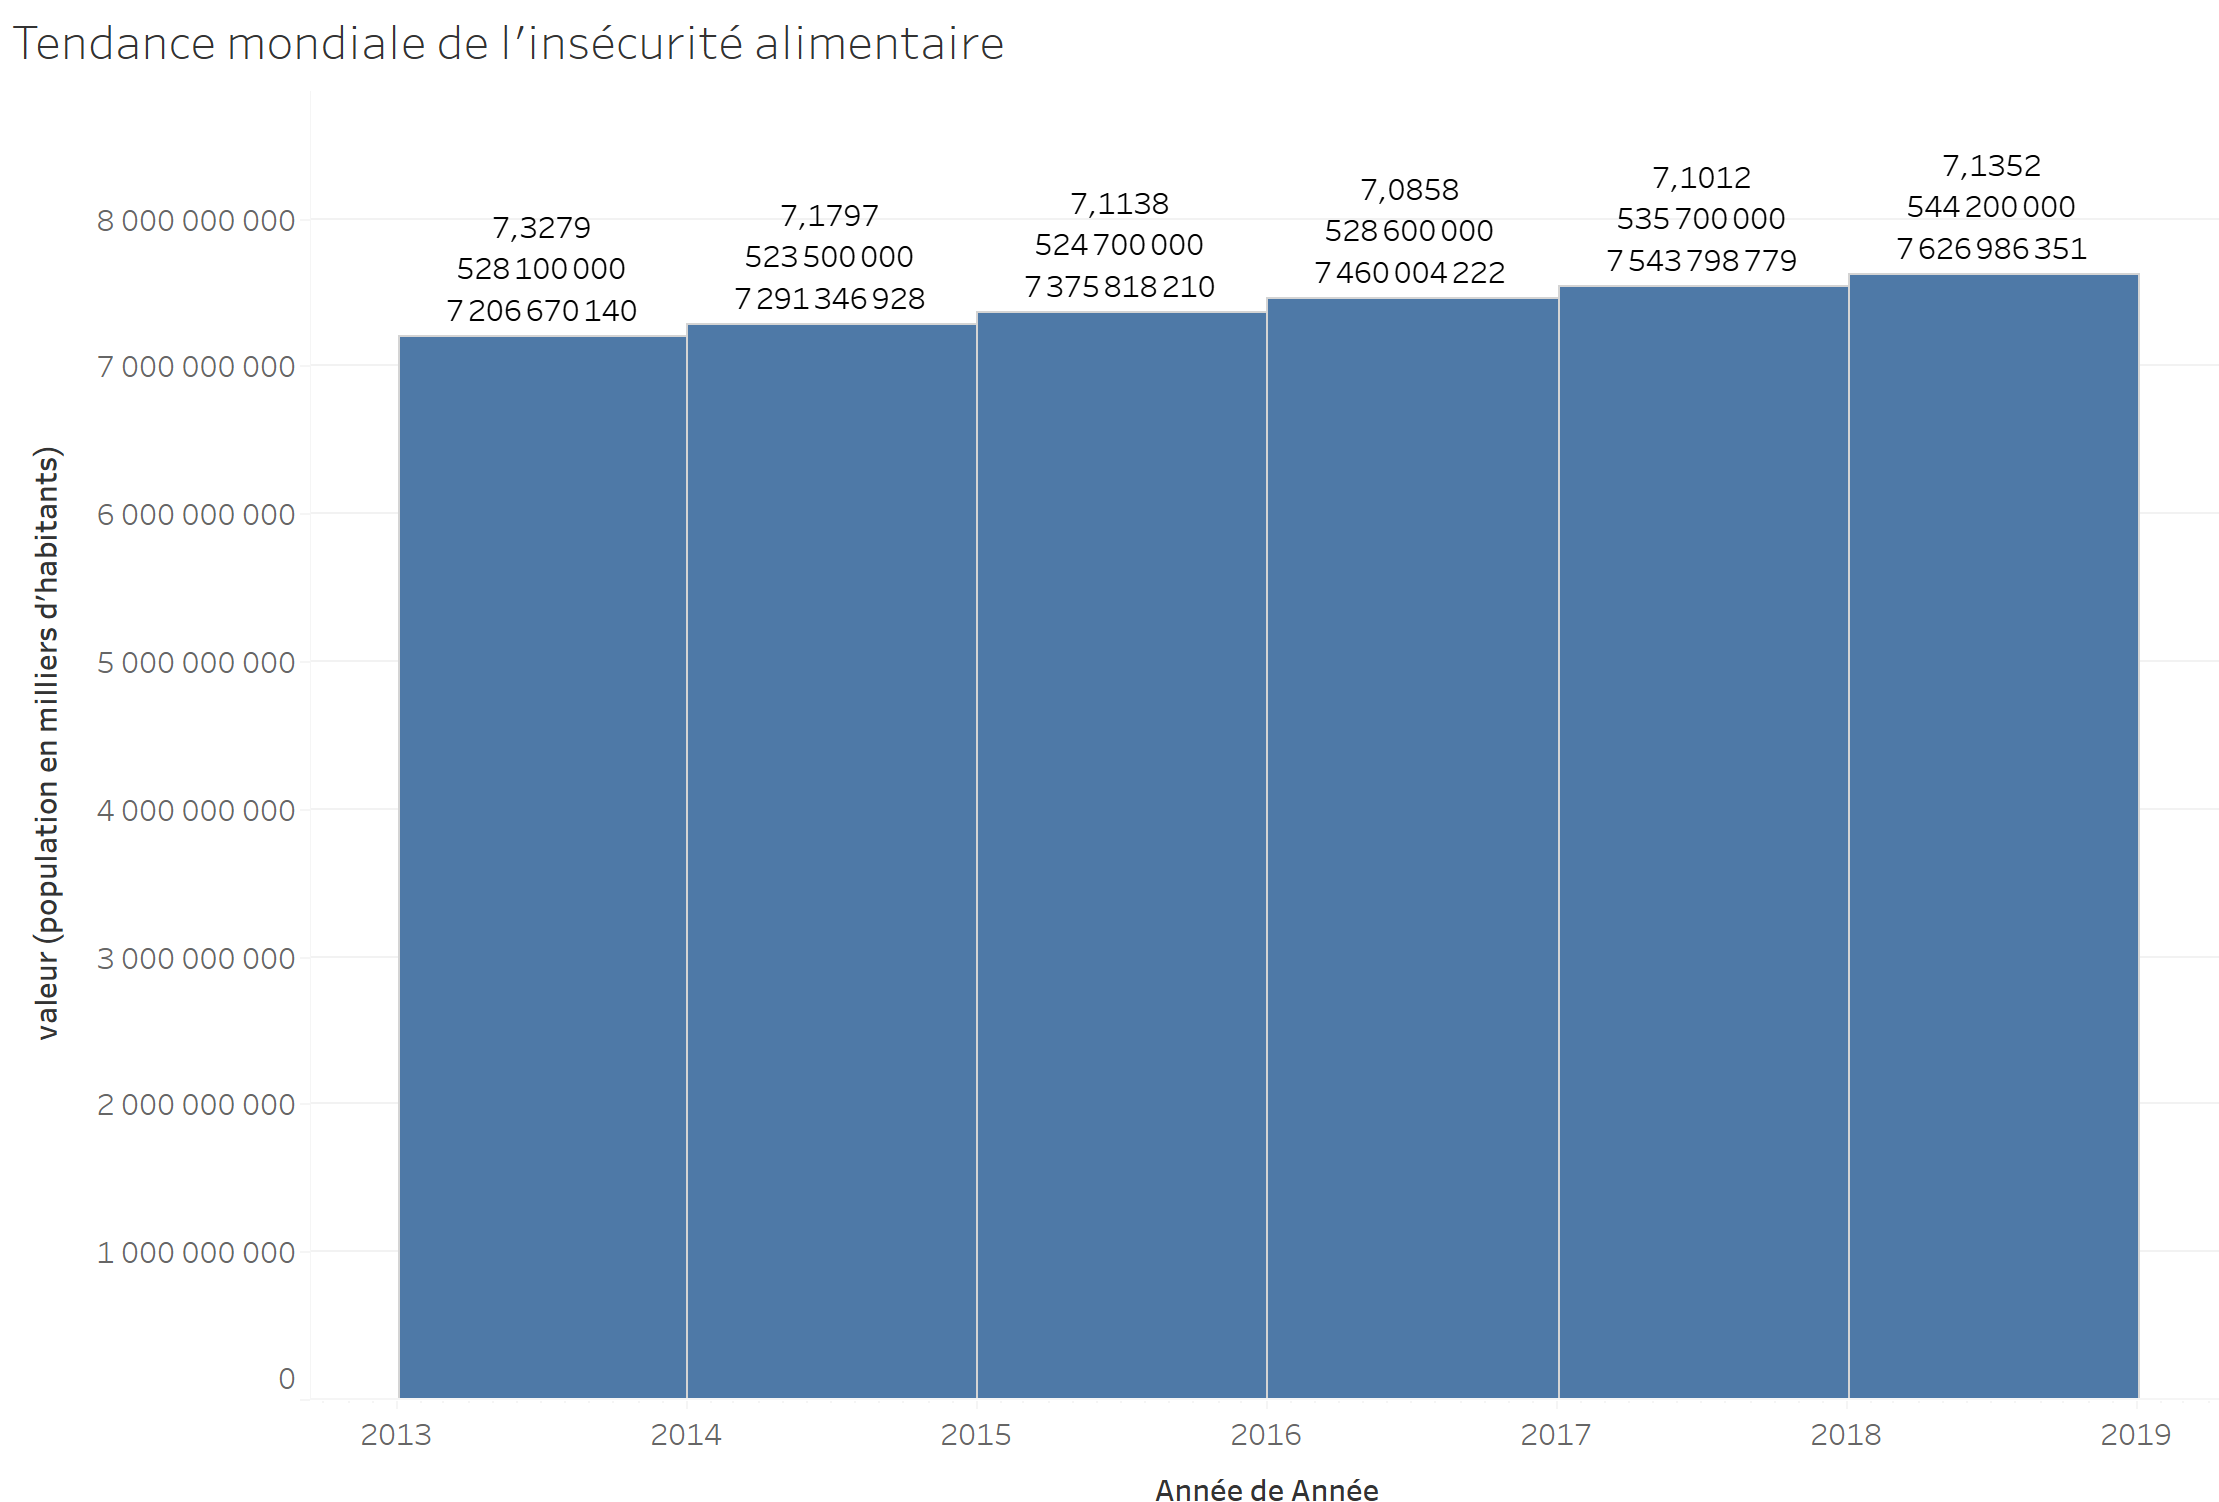 Tendance mondiale de l'insécurité alimentaire
valeur (population en milliers d'habitants)
8 000 000 000
7 000 000 000
6 000 000 000
5 000 000 000
4 000 000 000
3 000 000 000
2 000 000 000
1 000 000 000
0
7,3279
528 100 000
7 206 670 140
7,1797
523 500 000
7 291 346 928
7,1138
524 700 000
7 375 818 210
7,0858
528 600 000
7 460 004 222
7,1012
535 700 000
7 543 798 779
7,1352
544 200 000
7 626 986 351
2013
2014
2015
2016
2017
2018
2019
Année de Année